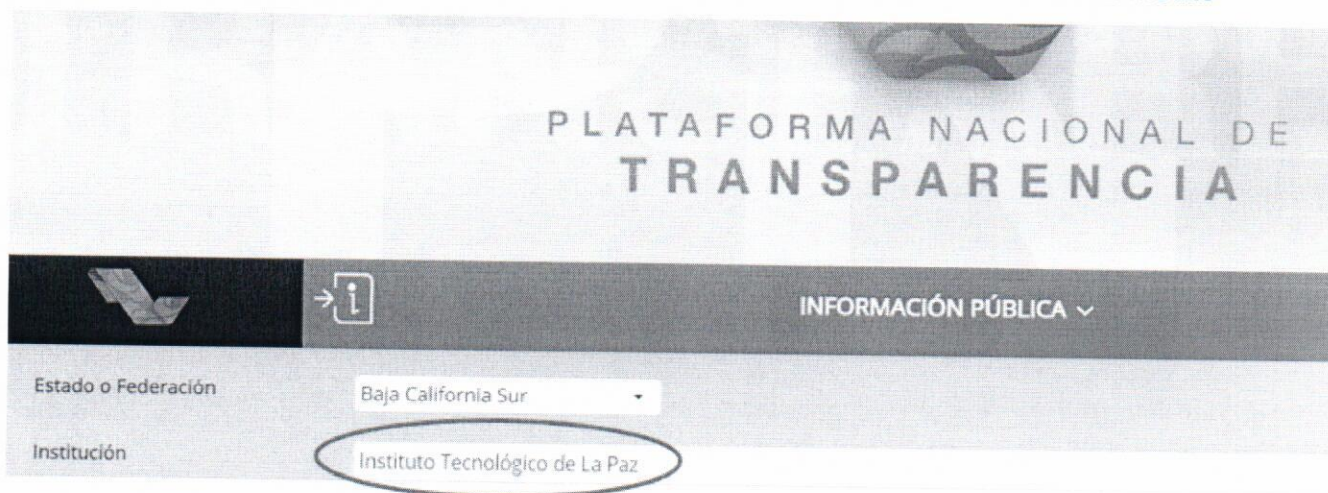 PLATAFORMA NACIONAL DE
TRANSPARENCIA
INFORMACIÓN PÚBLICA
Estado o Federación
Baja California Sur
Institución
Instituto Tecnológico de La Paz